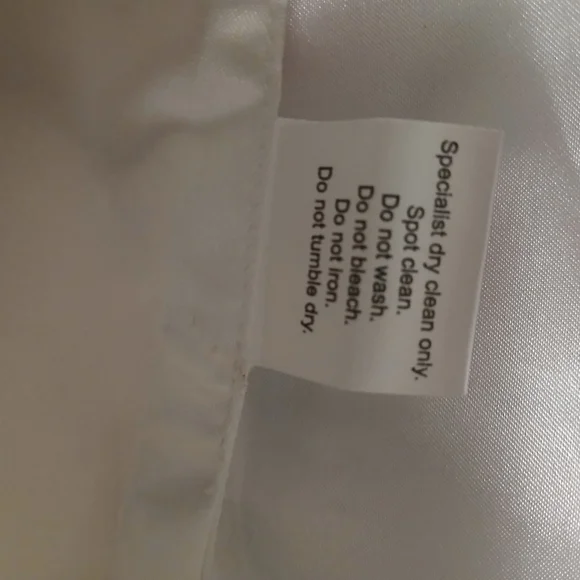 Specialist dry clean only.
Spot clean.
Do not wash.
Do not bleach.
Do not iron.
Do not tumble dry.